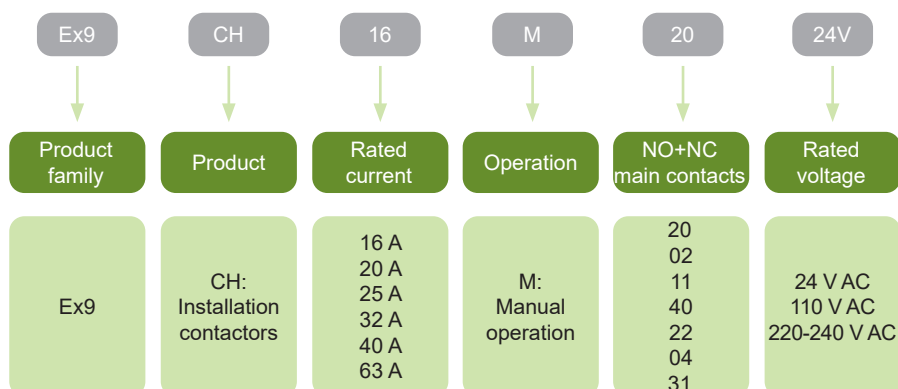 Ex9 CH 16 M 20 24V
Product family
Product
Rated current
Operation
NO+NC main contacts
Rated voltage
Ex9
CH:
Installation
contactors
16 A
20 A
25 A
32 A
40 A
63 A
M:
Manual
operation
20
02
11
40
22
04
31
24 V AC
110 V AC
220-240 V AC